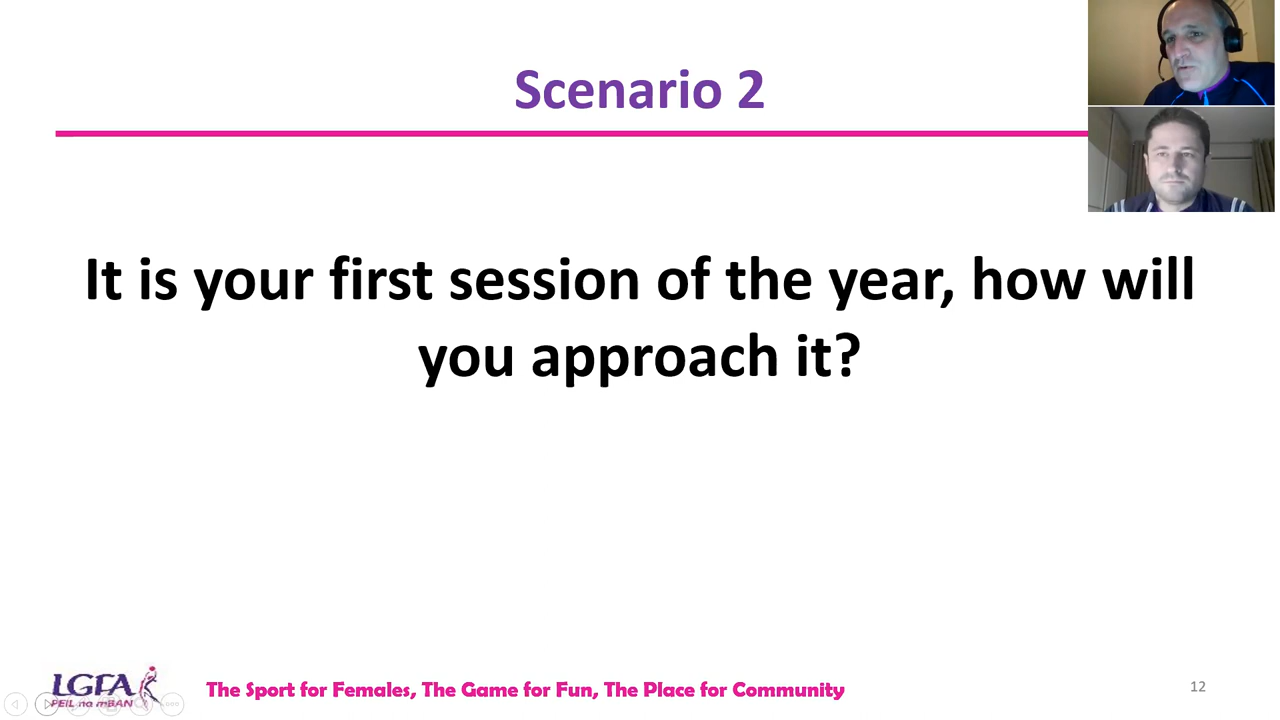 Scenario 2
It is your first session of the year, how will
you approach it?
LGFA
PEIL na mBAN
The Sport for Females, The Game for Fun, The Place for Community
12